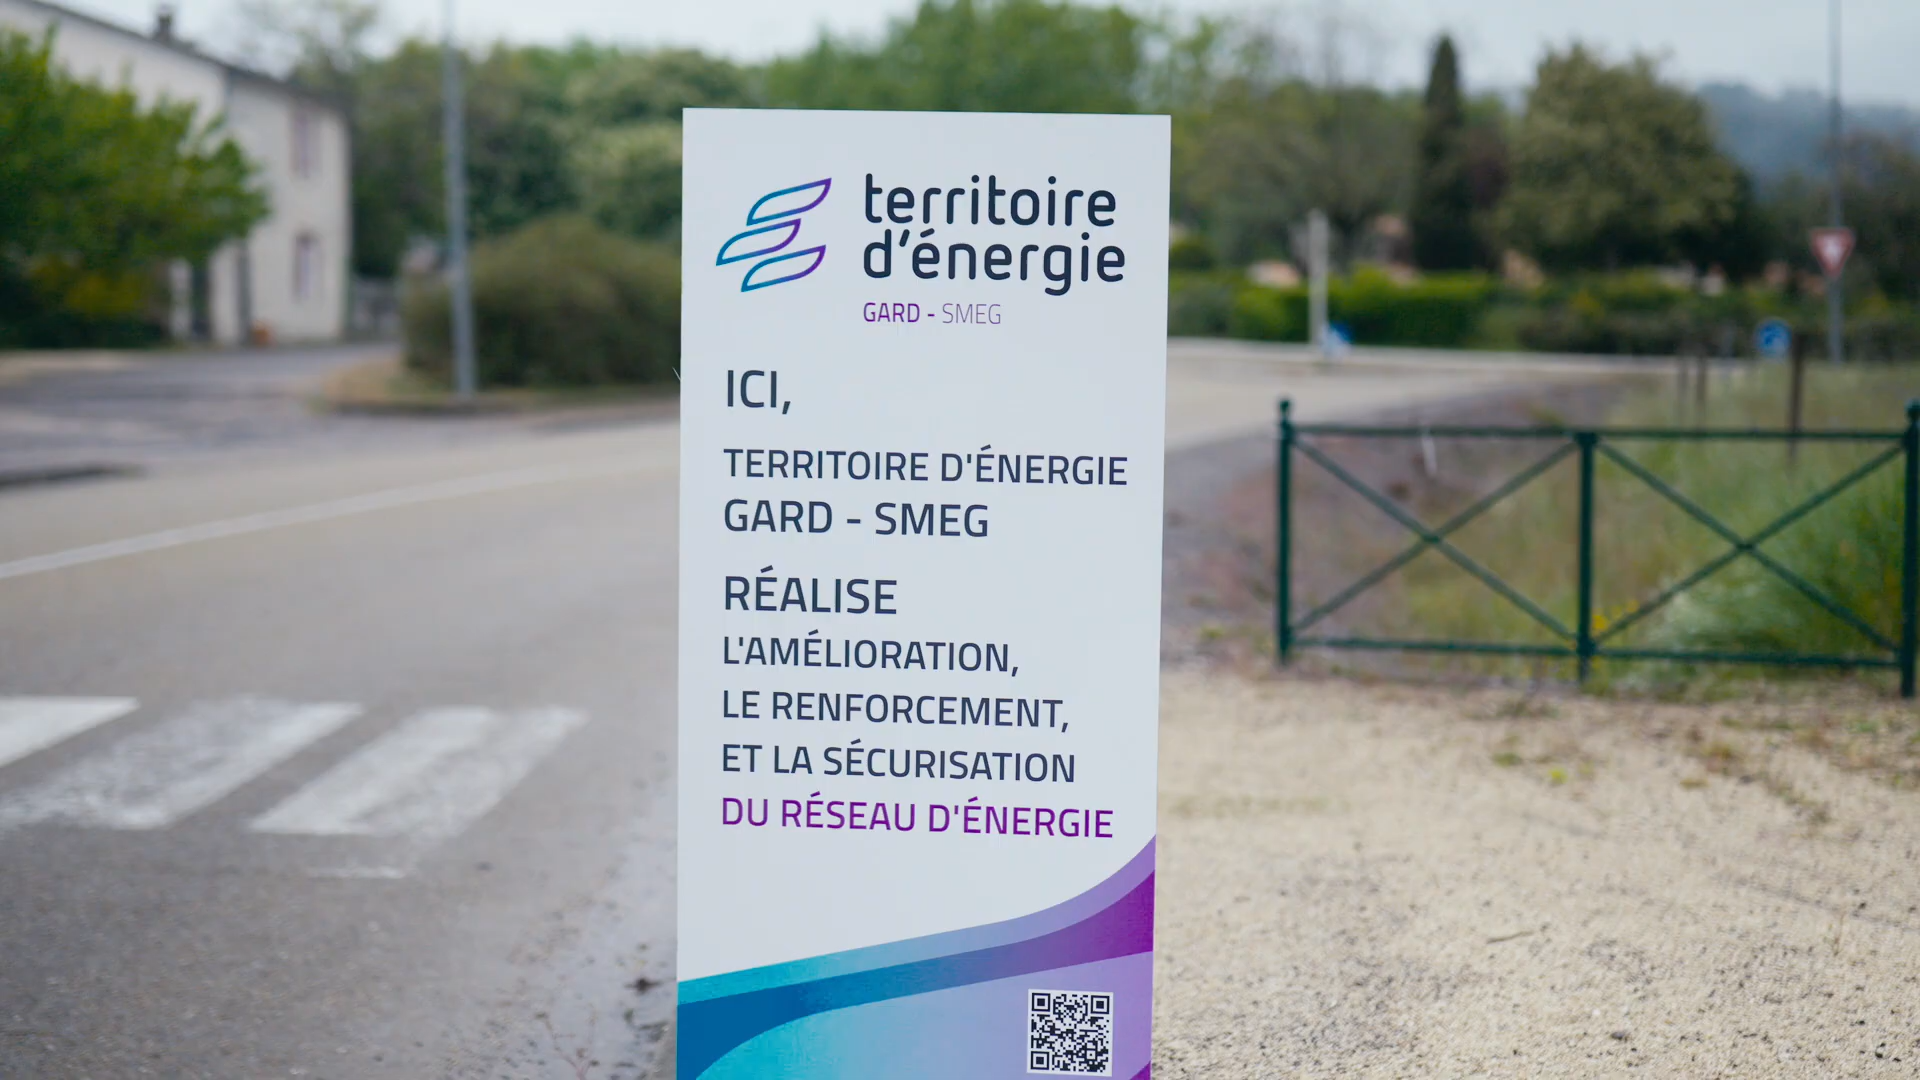 territoire
d'énergie
GARD - SMEG
ICI,
TERRITOIRE D'ÉNERGIE
GARD - SMEG
RÉALISE
L'AMÉLIORATION,
LE RENFORCEMENT,
ET LA SÉCURISATION
DU RÉSEAU D'ÉNERGIE